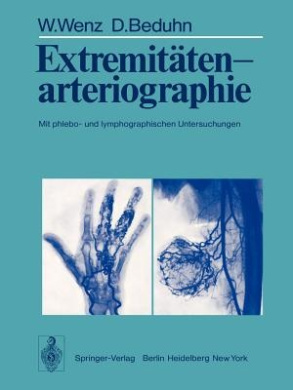 W.Wenz D.Beduhn
Extremitäten–
arteriographie
Mit phlebo- und lymphographischen Untersuchungen
Springer-Verlag Berlin Heidelberg New York